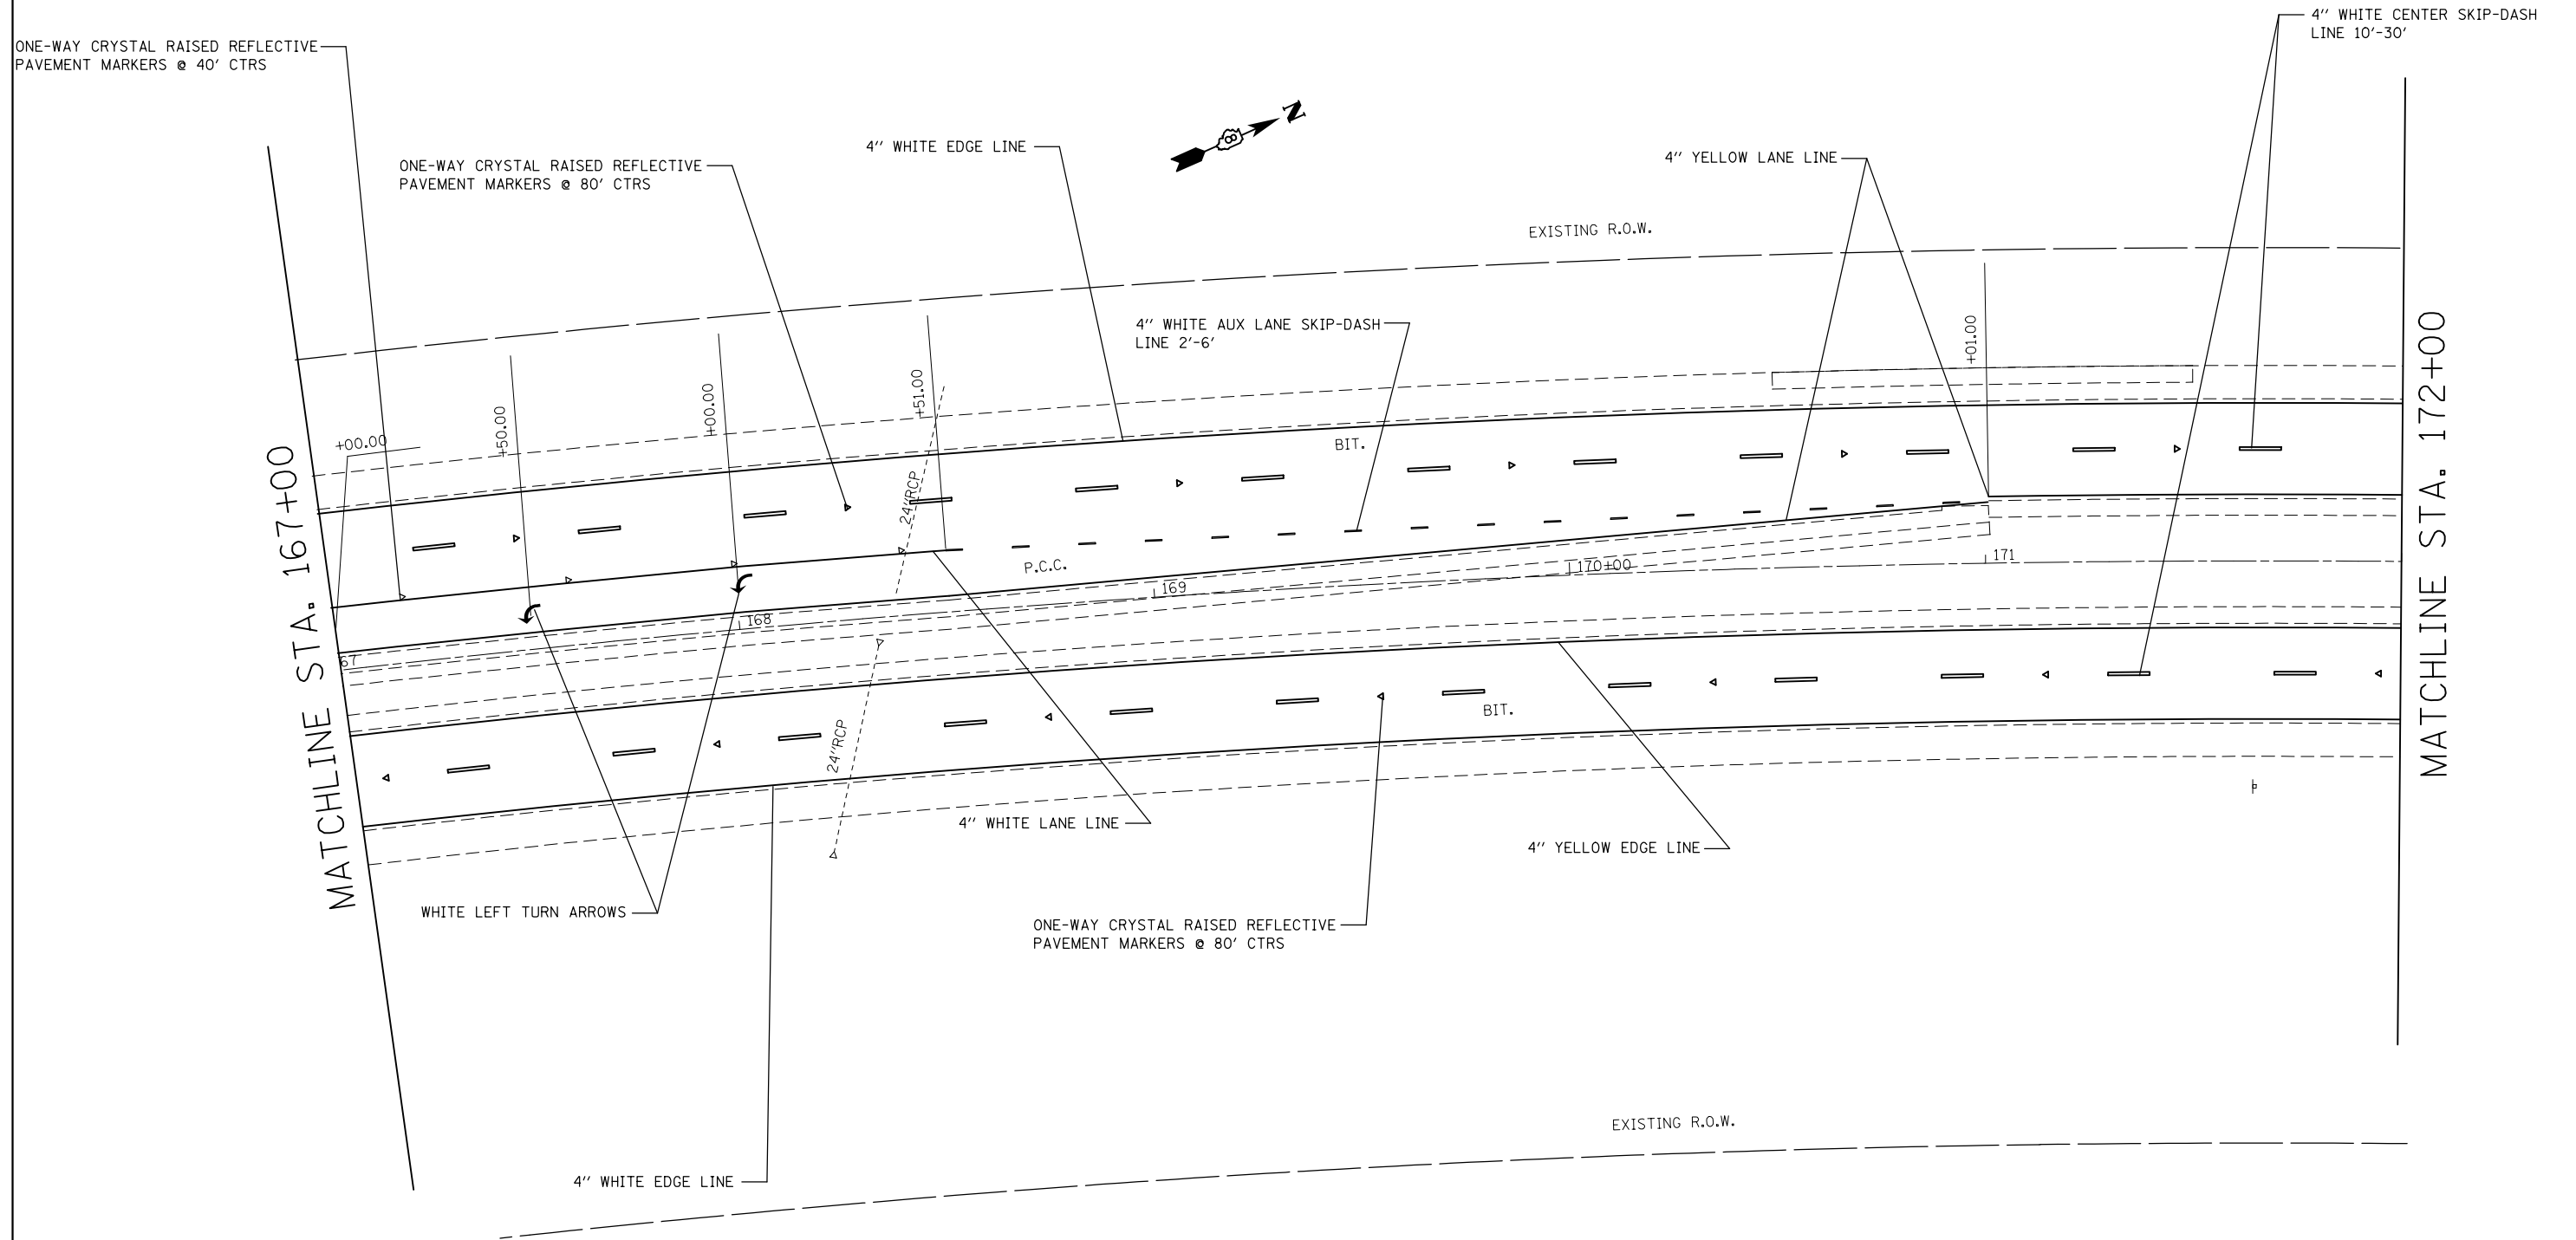 4" WHITE CENTER SKIP-DASH
LINE 10'-30'
ONE-WAY CRYSTAL RAISED REFLECTIVE
PAVEMENT MARKERS @ 40' CTRS
N
8
4" WHITE EDGE LINE
4" YELLOW LANE LINE
ONE-WAY CRYSTAL RAISED REFLECTIVE
PAVEMENT MARKERS @ 80' CTRS
EXISTING R.O.W.
4" WHITE AUX LANE SKIP-DASH
LINE 2'-6'
+01.00
+51.00
+00.00
+50.00
+00.00
MATCHLINE STA. 167+00
MATCHLINE STA. 172+00
BIT.
24"RCP
P.C.C.
171
170+00
169
168
67
BIT.
24"RCP
4" WHITE LANE LINE
4" YELLOW EDGE LINE
WHITE LEFT TURN ARROWS
ONE-WAY CRYSTAL RAISED REFLECTIVE
PAVEMENT MARKERS @ 80' CTRS
EXISTING R.O.W.
4" WHITE EDGE LINE